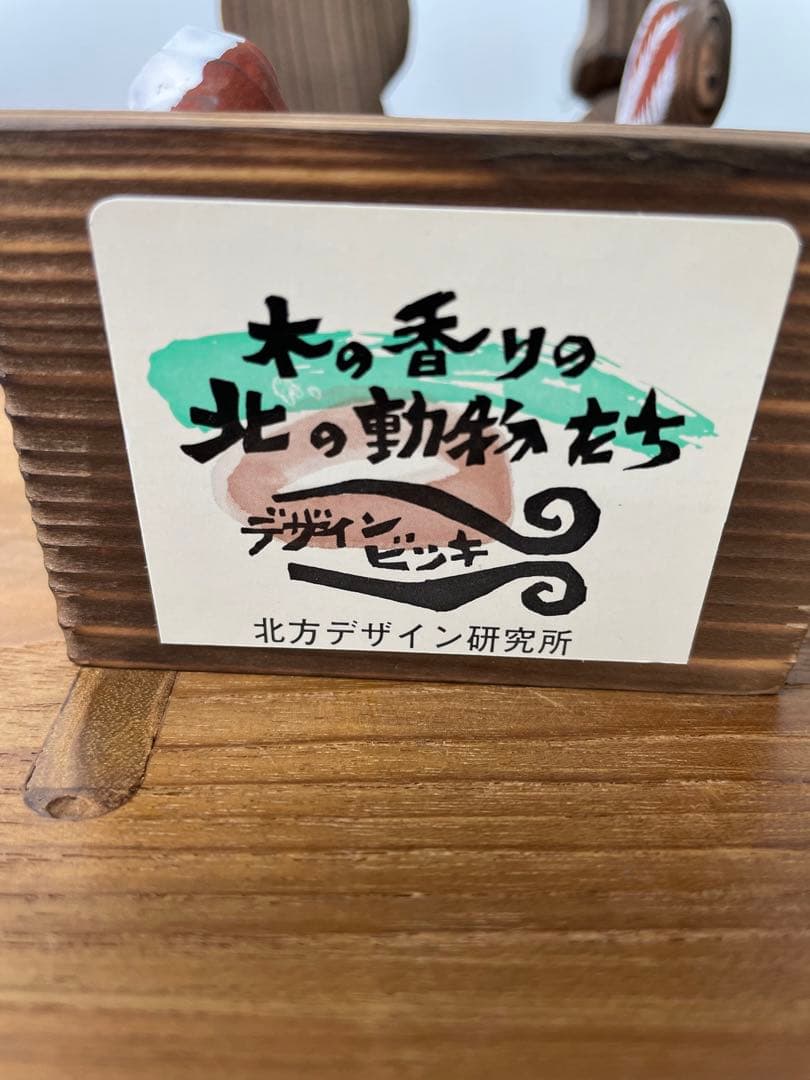 木の香りの
北の動物たち
デザイン
ビッキ
北方デザイン研究所